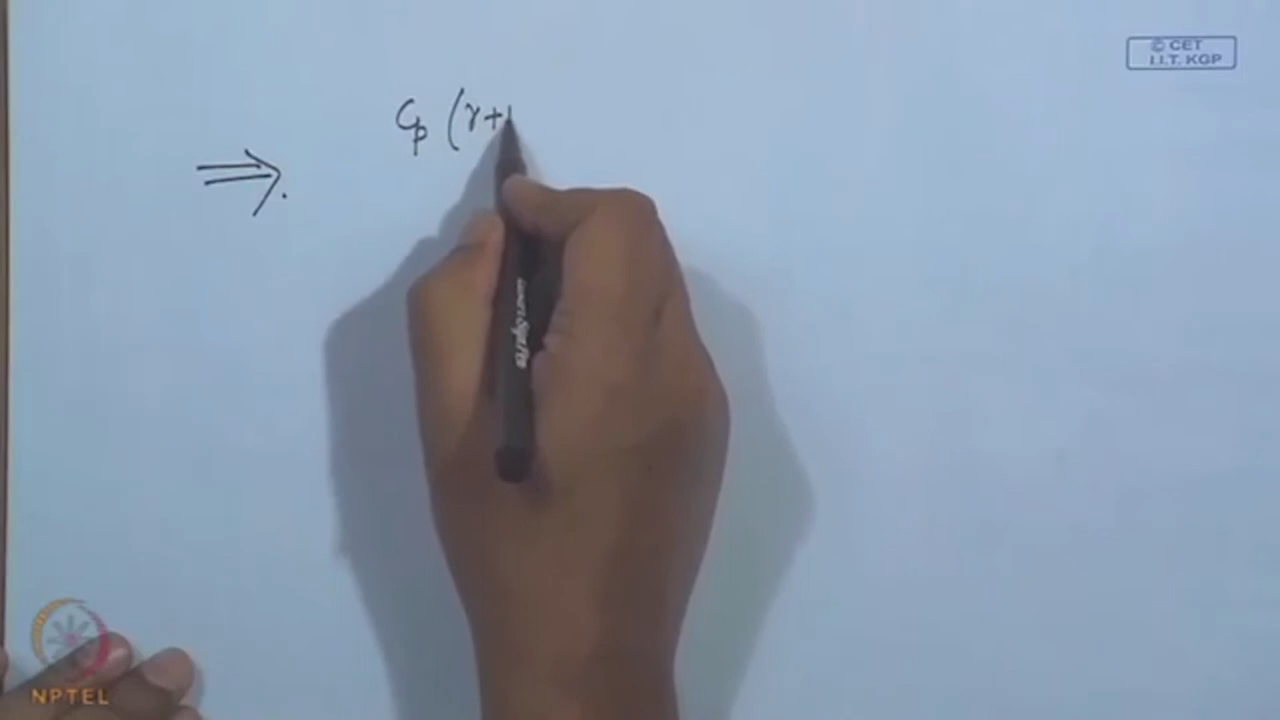 © CET
I.I.T. KGP
Cp (γ+1
⇒.
NPTEL